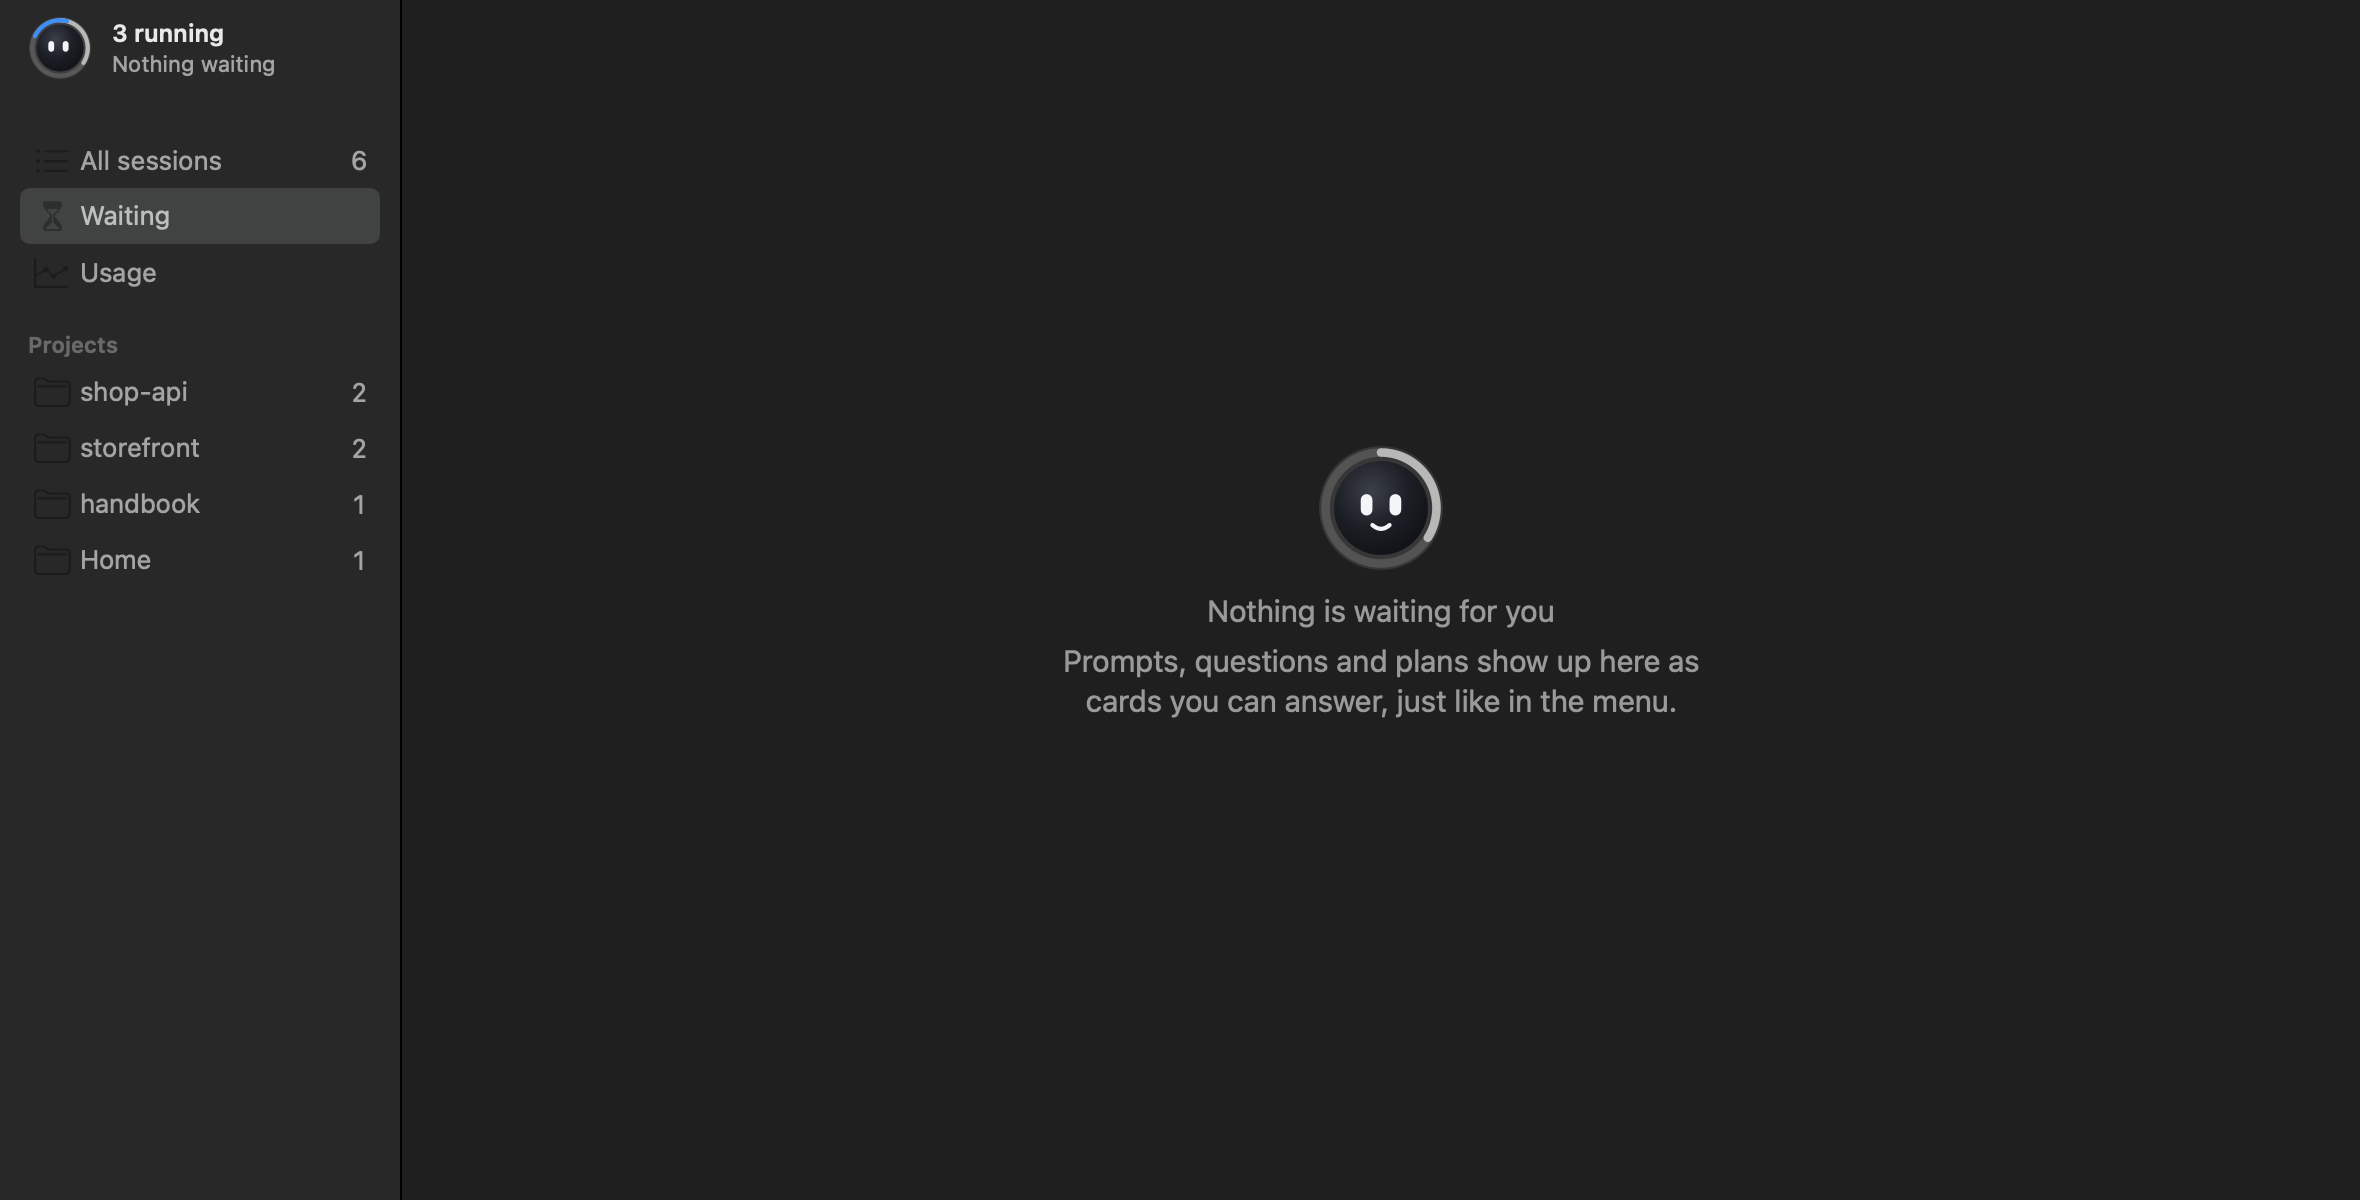 3 running
Nothing waiting
All sessions 6
Waiting
Usage
Projects
shop-api 2
storefront 2
handbook 1
Home 1
Nothing is waiting for you
Prompts, questions and plans show up here as
cards you can answer, just like in the menu.